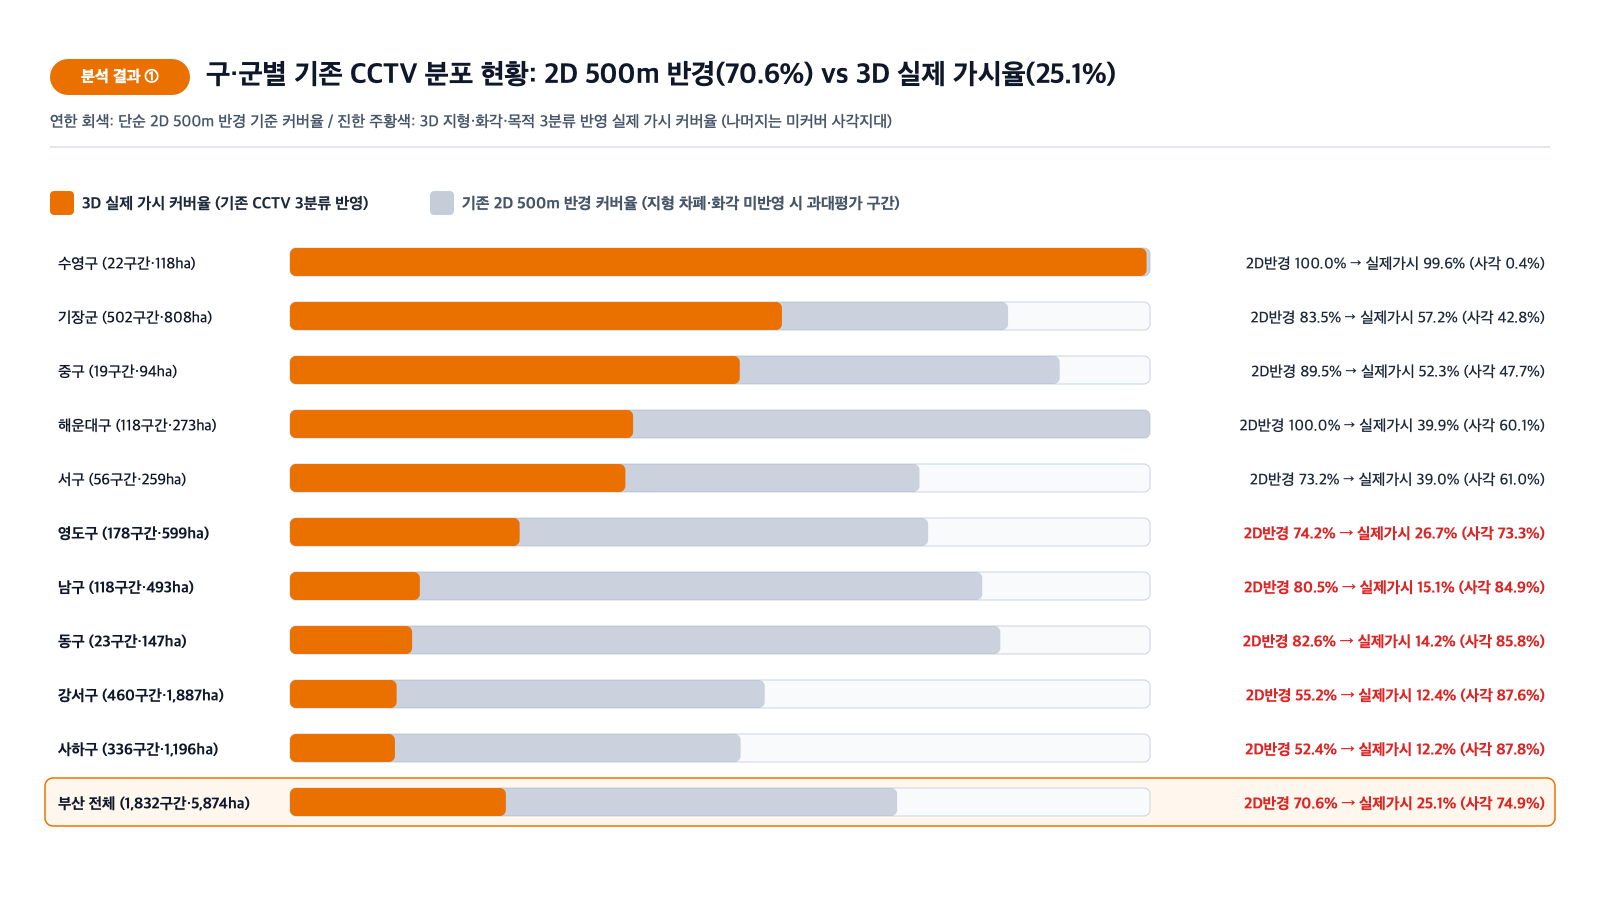 분석 결과 ①
구·군별 기존 CCTV 분포 현황: 2D 500m 반경(70.6%) vs 3D 실제 가시율(25.1%)
연한 회색: 단순 2D 500m 반경 기준 커버율 / 진한 주황색: 3D 지형·화각·목적 3분류 반영 실제 가시 커버율 (나머지는 미커버 사각지대)
3D 실제 가시 커버율 (기존 CCTV 3분류 반영)
기존 2D 500m 반경 커버율 (지형 차폐·화각 미반영 시 과대평가 구간)
수영구 (22구간·118ha) 2D반경 100.0% → 실제가시 99.6% (사각 0.4%)
기장군 (502구간·808ha) 2D반경 83.5% → 실제가시 57.2% (사각 42.8%)
중구 (19구간·94ha) 2D반경 89.5% → 실제가시 52.3% (사각 47.7%)
해운대구 (118구간·273ha) 2D반경 100.0% → 실제가시 39.9% (사각 60.1%)
서구 (56구간·259ha) 2D반경 73.2% → 실제가시 39.0% (사각 61.0%)
영도구 (178구간·599ha) 2D반경 74.2% → 실제가시 26.7% (사각 73.3%)
남구 (118구간·493ha) 2D반경 80.5% → 실제가시 15.1% (사각 84.9%)
동구 (23구간·147ha) 2D반경 82.6% → 실제가시 14.2% (사각 85.8%)
강서구 (460구간·1,887ha) 2D반경 55.2% → 실제가시 12.4% (사각 87.6%)
사하구 (336구간·1,196ha) 2D반경 52.4% → 실제가시 12.2% (사각 87.8%)
부산 전체 (1,832구간·5,874ha) 2D반경 70.6% → 실제가시 25.1% (사각 74.9%)